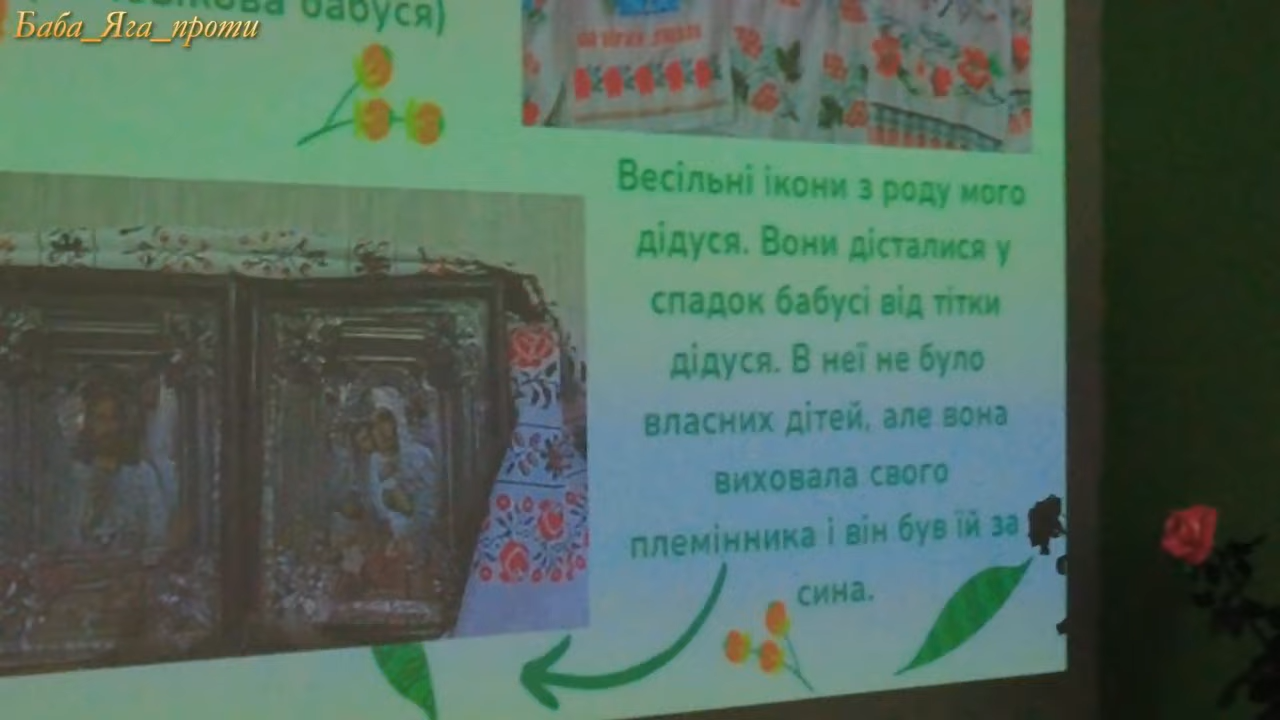 Баба_Яга_проти
бабуся)
Весільні ікони з роду мого
дідуся. Вони дісталися у
спадок бабусі від тітки
дідуся. В неї не було
власних дітей, але вона
виховала свого
племінника і він був їй за
сина.